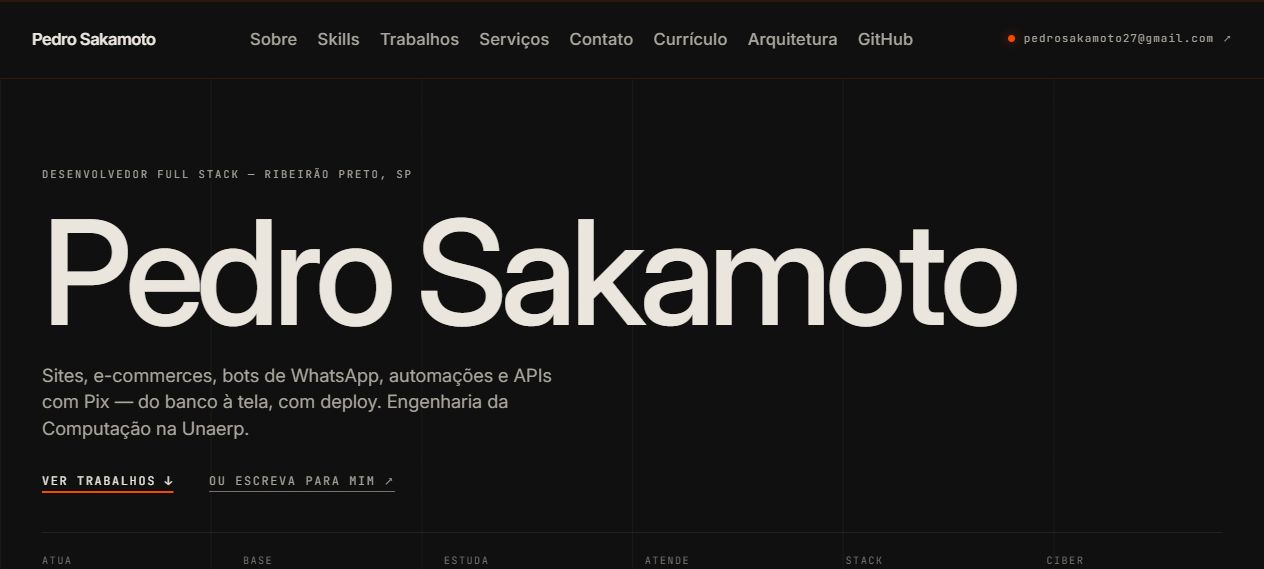 Pedro Sakamoto
Sobre Skills Trabalhos Serviços Contato Currículo Arquitetura GitHub
pedrosakamoto27@gmail.com ↗
DESENVOLVEDOR FULL STACK — RIBEIRÃO PRETO, SP
Pedro Sakamoto
Sites, e-commerces, bots de WhatsApp, automações e APIs
com Pix — do banco à tela, com deploy. Engenharia da
Computação na Unaerp.
VER TRABALHOS ↓
OU ESCREVA PARA MIM ↗
ATUA BASE ESTUDA ATENDE STACK CIBER